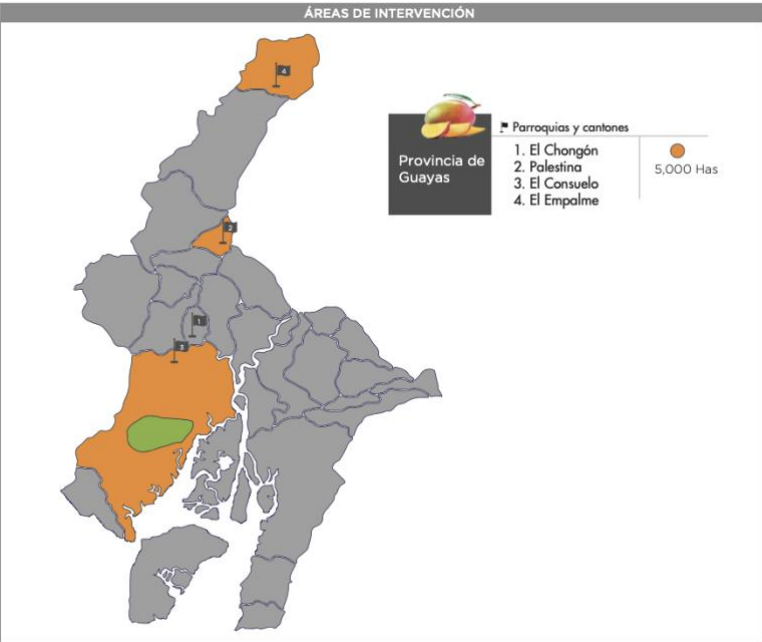 ÁREAS DE INTERVENCIÓN
4
Parroquias y cantones
Provincia de
Guayas
1. El Chongón
2. Palestina
3. El Consuelo
4. El Empalme
5,000 Has
2
1
3